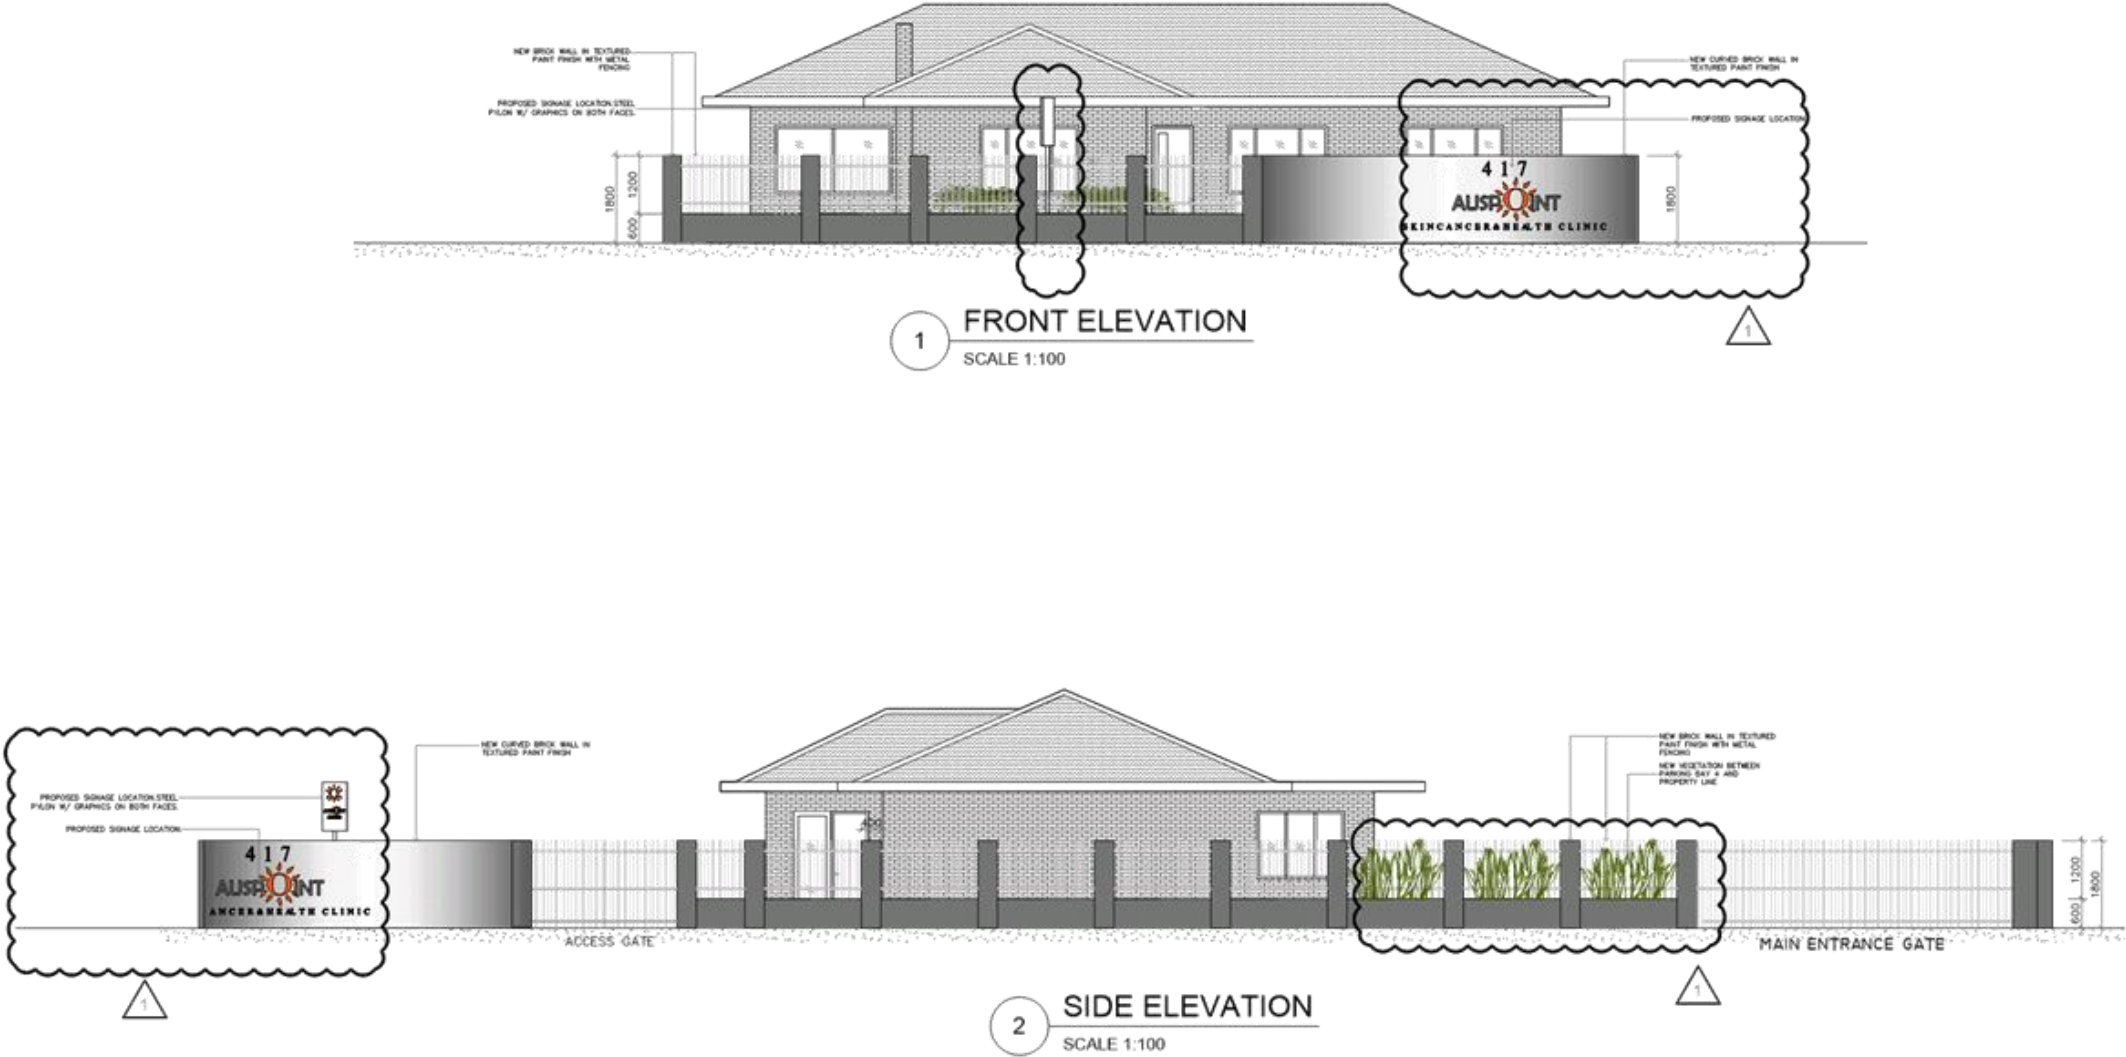 NEW BRICK WALL IN TEXTURED
PAINT FINISH WITH METAL
FENCING
PROPOSED SIGNAGE LOCATION.STEEL
PYLON W/ GRAPHICS ON BOTH FACES.
NEW CURVED BRICK WALL IN
TEXTURED PAINT FINISH
PROPOSED SIGNAGE LOCATION
1800
1200
600
417
AUSPOINT
SKINCANCER&HEALTH CLINIC
1800
1
FRONT ELEVATION
SCALE 1:100
1
NEW CURVED BRICK WALL IN
TEXTURED PAINT FINISH
PROPOSED SIGNAGE LOCATION.STEEL
PYLON W/ GRAPHICS ON BOTH FACES.
PROPOSED SIGNAGE LOCATION
NEW BRICK WALL IN TEXTURED
PAINT FINISH WITH METAL
FENCING
NEW VEGETATION BETWEEN
PARKING BAY 4 AND
PROPERTY LINE
400
417
AUSPOINT
ANCER&HEALTH CLINIC
1200
1800
600
ACCESS GATE
MAIN ENTRANCE GATE
1
1
2
SIDE ELEVATION
SCALE 1:100